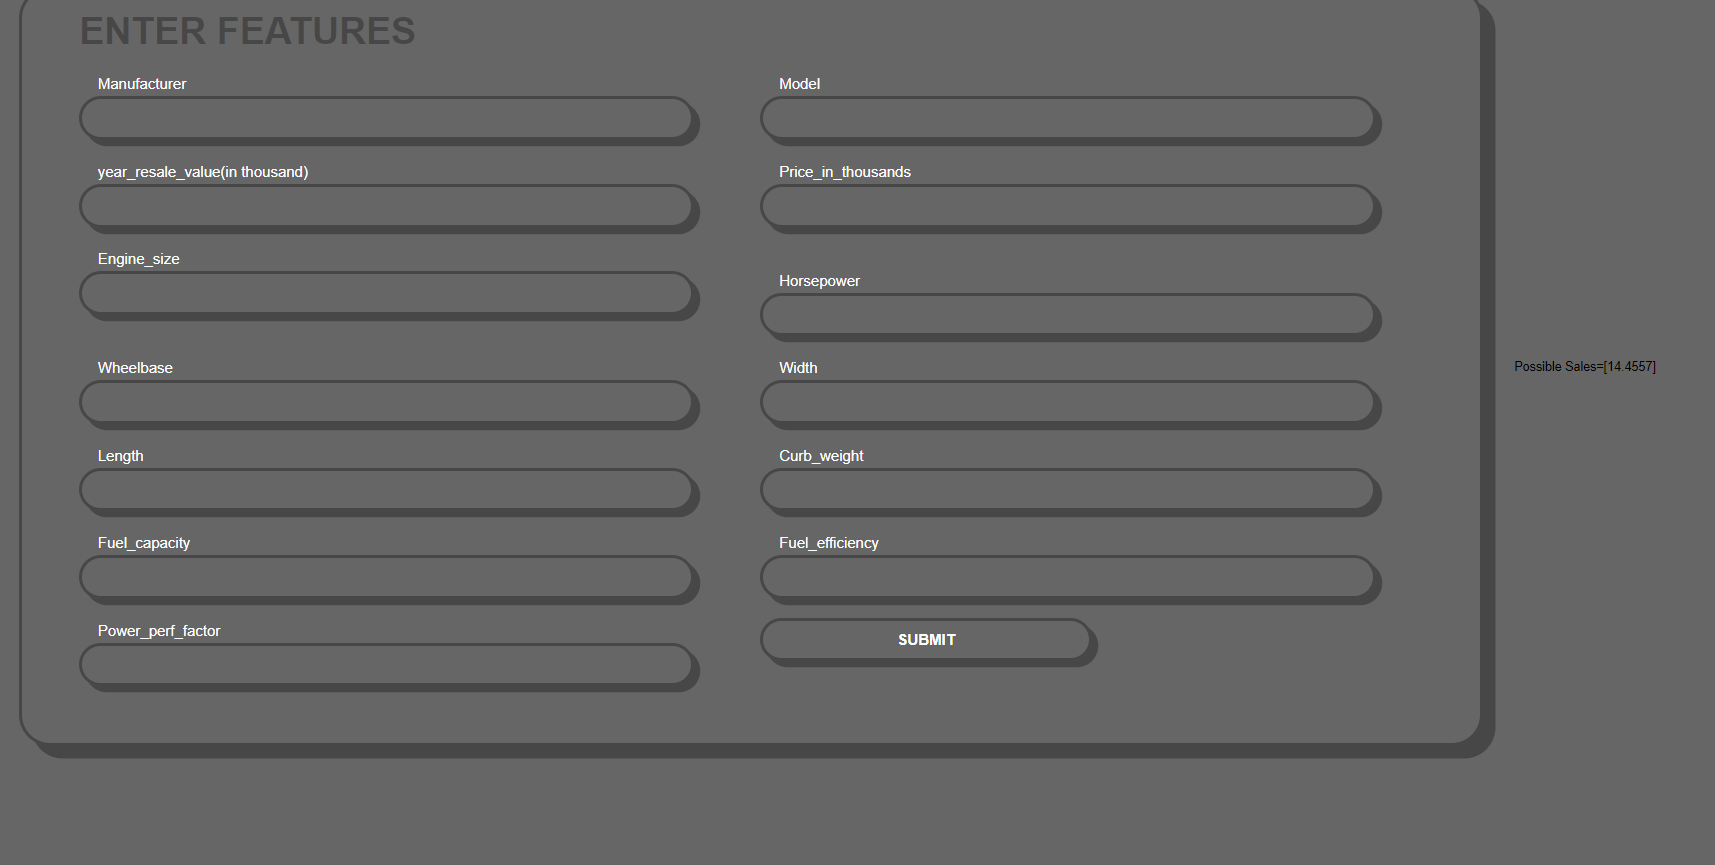 ENTER FEATURES
Manufacturer
Model
year_resale_value(in thousand)
Price_in_thousands
Engine_size
Horsepower
Wheelbase
Width
Possible Sales=[14.4557]
Length
Curb_weight
Fuel_capacity
Fuel_efficiency
Power_perf_factor
SUBMIT